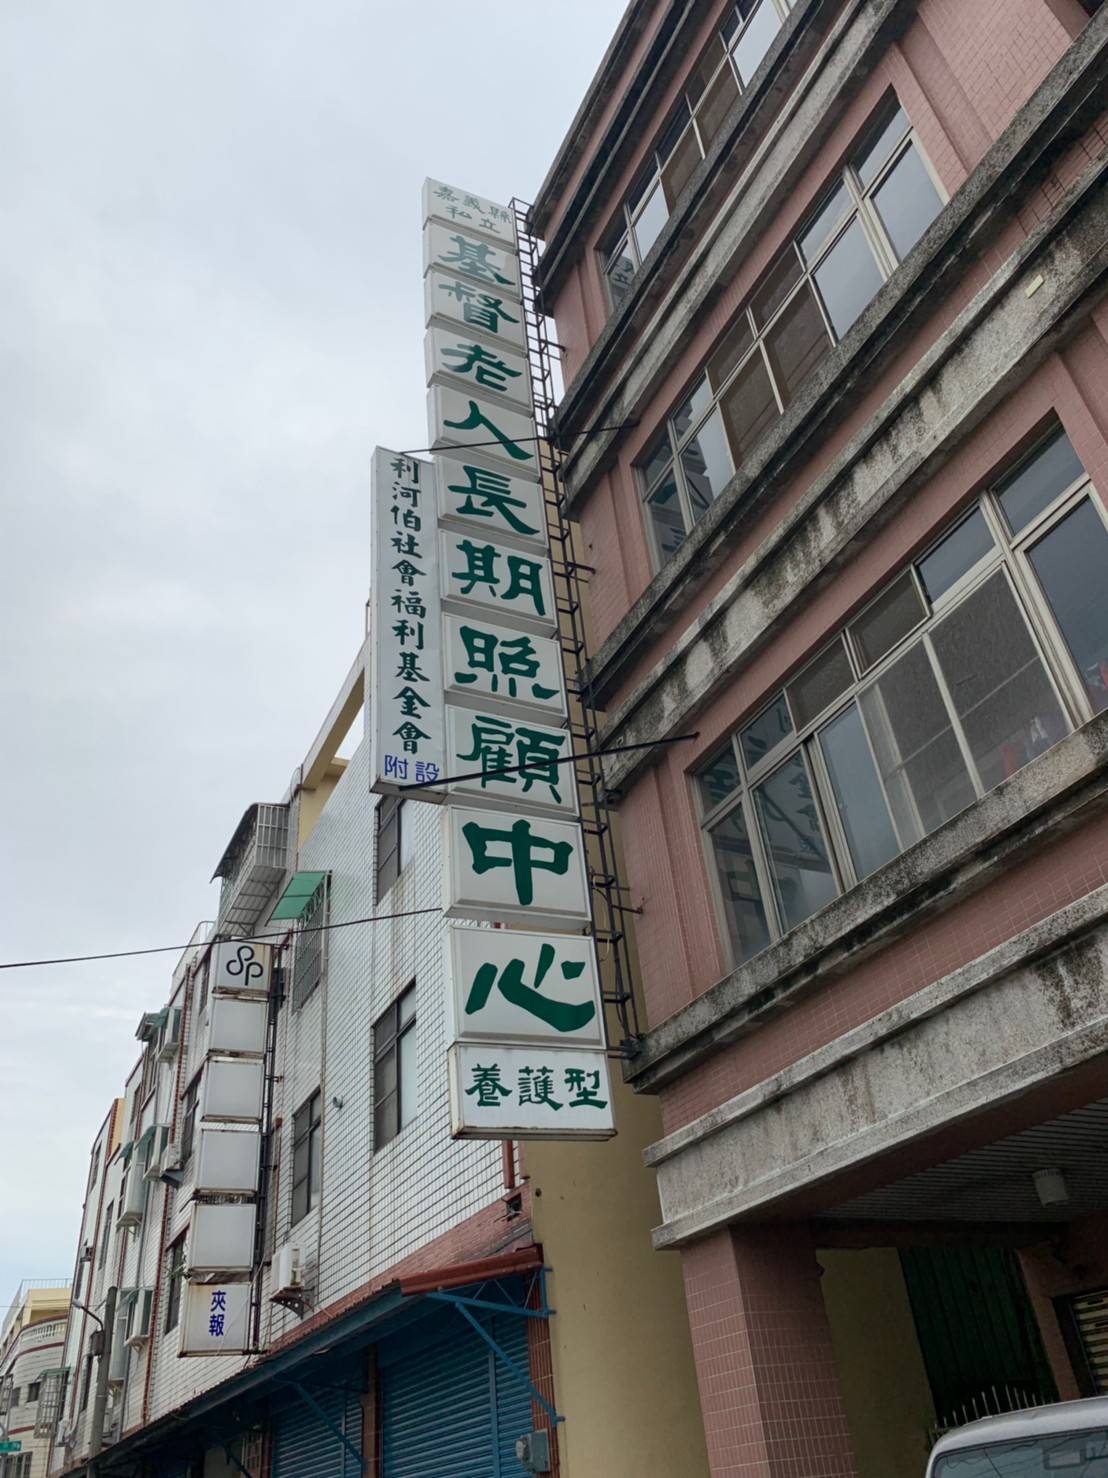 嘉義縣
私立
基督老人長期照顧中心
養護型
利河伯社會福利基金會
附設
夾報